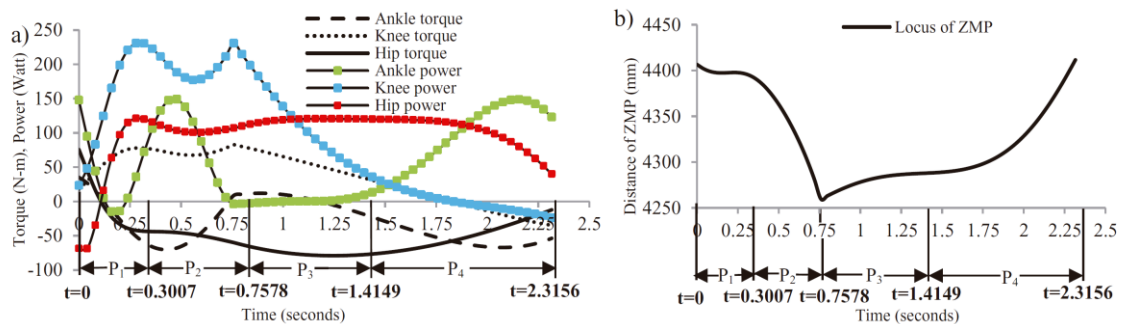 a)
Torque (N-m), Power (Watt)
250
200
150
100
50
0
-50
-100
Ankle torque
Knee torque
Hip torque
Ankle power
Knee power
Hip power
0 0.25 0.5 0.75 1 1.25 1.5 1.75 2 2.25 2.5
P1 P2 P3 P4
t=0 t=0.3007 t=0.7578 t=1.4149 t=2.3156
Time (seconds)
b)
Distance of ZMP (mm)
4450
4400
4350
4300
4250
Locus of ZMP
0 0.25 0.5 0.75 1 1.25 1.5 1.75 2 2.25 2.5
P1 P2 P3 P4
t=0 t=0.3007 t=0.7578 t=1.4149 t=2.3156
Time (seconds)